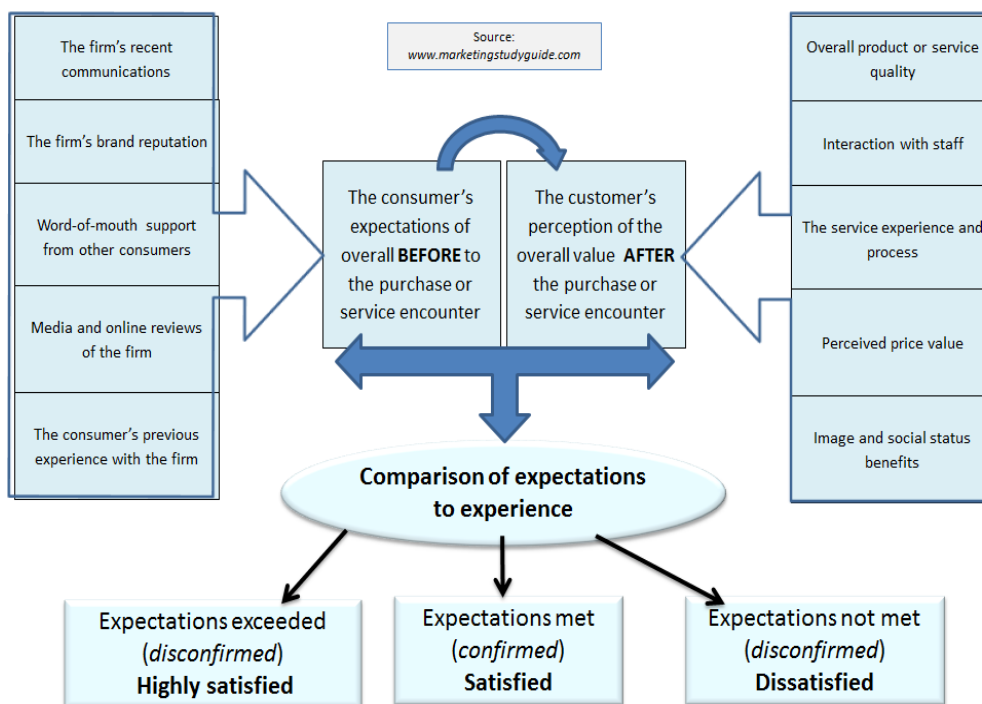 The firm's recent
communications
The firm's brand reputation
Word-of-mouth support
from other consumers
Media and online reviews
of the firm
The consumer's previous
experience with the firm
Source:
www.marketingstudyguide.com
The consumer's
expectations of
overall BEFORE to
the purchase or
service encounter
The customer's
perception of the
overall value AFTER
the purchase or
service encounter
Overall product or service
quality
Interaction with staff
The service experience and
process
Perceived price value
Image and social status
benefits
Comparison of expectations
to experience
Expectations exceeded
(disconfirmed)
Highly satisfied
Expectations met
(confirmed)
Satisfied
Expectations not met
(disconfirmed)
Dissatisfied